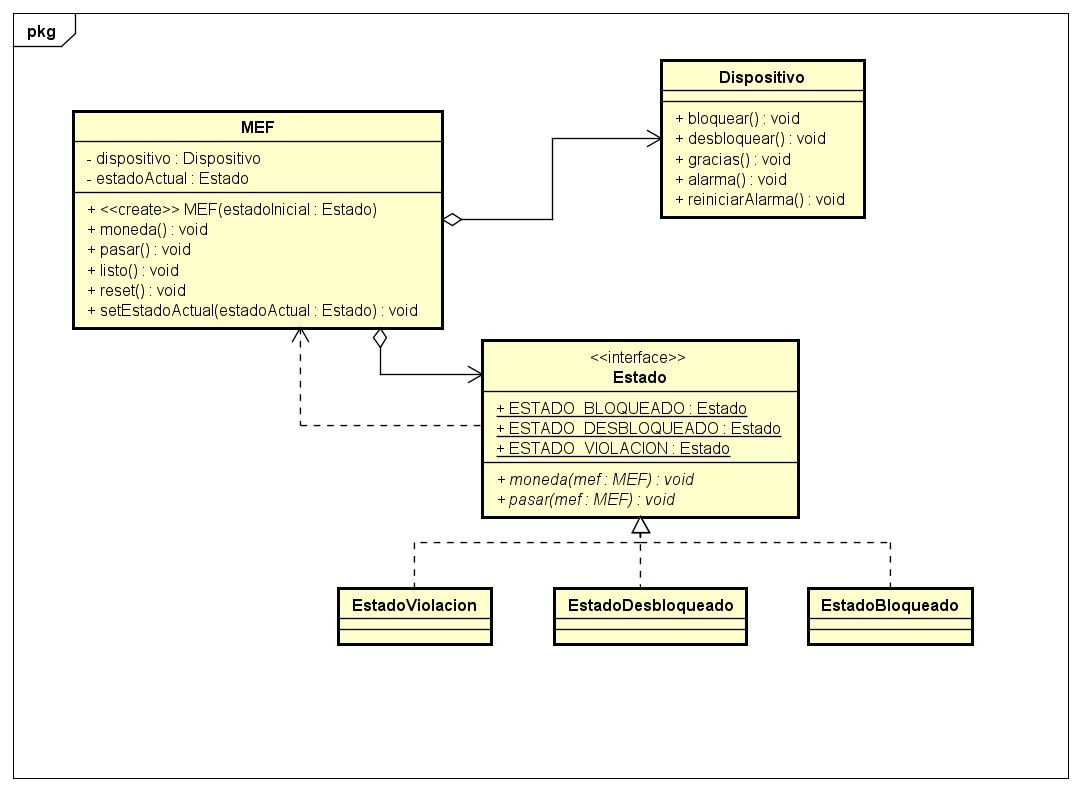 pkg
MEF
- dispositivo : Dispositivo
- estadoActual : Estado
+ <<create>> MEF(estadoInicial : Estado)
+ moneda() : void
+ pasar() : void
+ listo() : void
+ reset() : void
+ setEstadoActual(estadoActual : Estado) : void
Dispositivo
+ bloquear() : void
+ desbloquear() : void
+ gracias() : void
+ alarma() : void
+ reiniciarAlarma() : void
<<interface>>
Estado
+ ESTADO_BLOQUEADO : Estado
+ ESTADO_DESBLOQUEADO : Estado
+ ESTADO_VIOLACION : Estado
+ moneda(mef : MEF) : void
+ pasar(mef : MEF) : void
EstadoViolacion
EstadoDesbloqueado
EstadoBloqueado